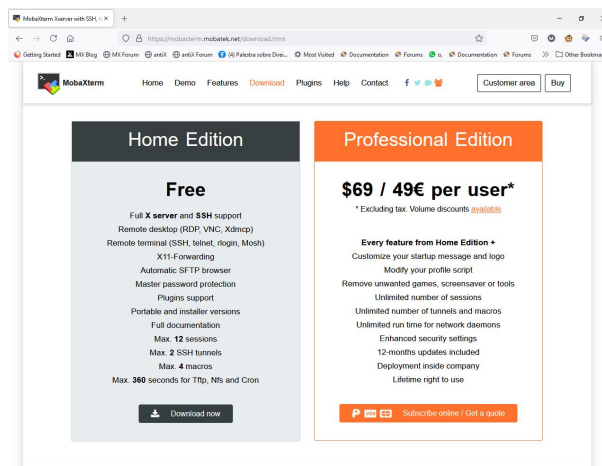 MobaXterm Xserver with SSH,
https://mobaxterm.mobatek.net/download.html
Getting Started MX Blog MX Forum antiX antiX Forum (4) Palestra sobre Direi... Most Visited Documentation Forums o, Documentation Forums Other Bookma
MobaXterm Home Demo Features Download Plugins Help Contact Customer area Buy
Home Edition
Free
Full X server and SSH support
Remote desktop (RDP, VNC, Xdmcp)
Remote terminal (SSH, telnet, rlogin, Mosh)
X11-Forwarding
Automatic SFTP browser
Master password protection
Plugins support
Portable and installer versions
Full documentation
Max. 12 sessions
Max. 2 SSH tunnels
Max. 4 macros
Max. 360 seconds for Tftp, Nfs and Cron
Download now
Professional Edition
$69 / 49€ per user*
* Excluding tax. Volume discounts available
Every feature from Home Edition +
Customize your startup message and logo
Modify your profile script
Remove unwanted games, screensaver or tools
Unlimited number of sessions
Unlimited number of tunnels and macros
Unlimited run time for network daemons
Enhanced security settings
12-months updates included
Deployment inside company
Lifetime right to use
VISA Subscribe online / Get a quote